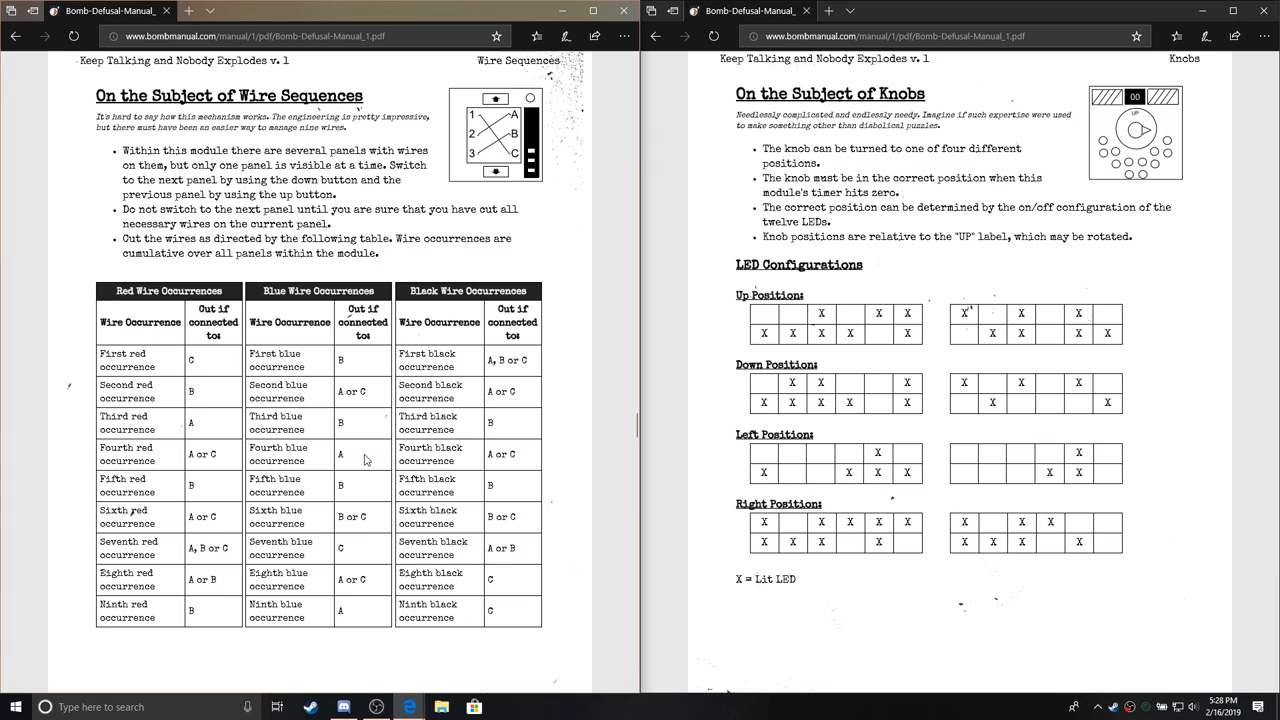 Bomb-Defusal-Manual_
www.bombmanual.com/manual/1/pdf/Bomb-Defusal-Manual_1.pdf
Keep Talking and Nobody Explodes v. 1
Wire Sequences
On the Subject of Wire Sequences
It's hard to say how this mechanism works. The engineering is pretty impressive,
but there must have been an easier way to manage nine wires.
1 A
2 B
3 C
Within this module there are several panels with wires
on them, but only one panel is visible at a time. Switch
to the next panel by using the down button and the
previous panel by using the up button.
Do not switch to the next panel until you are sure that you have cut all
necessary wires on the current panel.
Cut the wires as directed by the following table. Wire occurrences are
cumulative over all panels within the module.
Red Wire Occurrences
Wire Occurrence
Cut if
connected
to:
First red
occurrence
C
Second red
occurrence
B
Third red
occurrence
A
Fourth red
occurrence
A or C
Fifth red
occurrence
B
Sixth red
occurrence
A or C
Seventh red
occurrence
A, B or C
Eighth red
occurrence
A or B
Ninth red
occurrence
B
Blue Wire Occurrences
Wire Occurrence
Cut if
connected
to:
First blue
occurrence
B
Second blue
occurrence
A or C
Third blue
occurrence
B
Fourth blue
occurrence
A
Fifth blue
occurrence
B
Sixth blue
occurrence
B or C
Seventh blue
occurrence
C
Eighth blue
occurrence
A or C
Ninth blue
occurrence
A
Black Wire Occurrences
Wire Occurrence
Cut if
connected
to:
First black
occurrence
A, B or C
Second black
occurrence
A or C
Third black
occurrence
B
Fourth black
occurrence
A or C
Fifth black
occurrence
B
Sixth black
occurrence
B or C
Seventh black
occurrence
A or B
Eighth black
occurrence
C
Ninth black
occurrence
C
Bomb-Defusal-Manual_
www.bombmanual.com/manual/1/pdf/Bomb-Defusal-Manual_1.pdf
Keep Talking and Nobody Explodes v. 1
Knobs
On the Subject of Knobs
Needlessly complicated and endlessly needy. Imagine if such expertise were used
to make something other than diabolical puzzles.
00
UP
The knob can be turned to one of four different
positions.
The knob must be in the correct position when this
module's timer hits zero.
The correct position can be determined by the on/off configuration of the
twelve LEDs.
Knob positions are relative to the "UP" label, which may be rotated.
LED Configurations
Up Position:
X X X X X X
X X X X X X X X X
Down Position:
X X X X X X
X X X X X X X
Left Position:
X X
X X X X X X
Right Position:
X X X X X X X X
X X X X X X X X
X = Lit LED
Type here to search
5:28 PM
2/16/2019